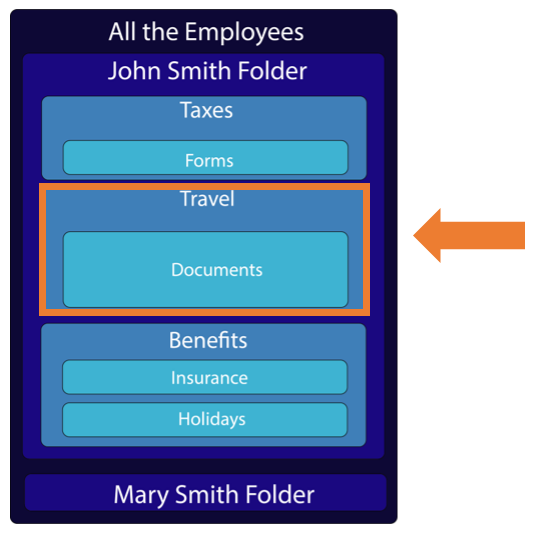 All the Employees
John Smith Folder
Taxes
Forms
Travel
Documents
Benefits
Insurance
Holidays
Mary Smith Folder